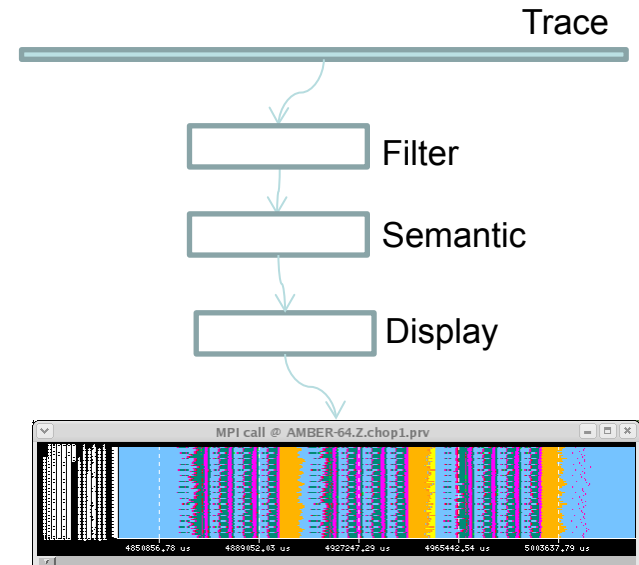 Trace
Filter
Semantic
Display
MPI call @ AMBER-64.Z.chop1.prv
4850856.78 us 4889052.03 us 4927247.29 us 4965442.54 us 5003637.79 us